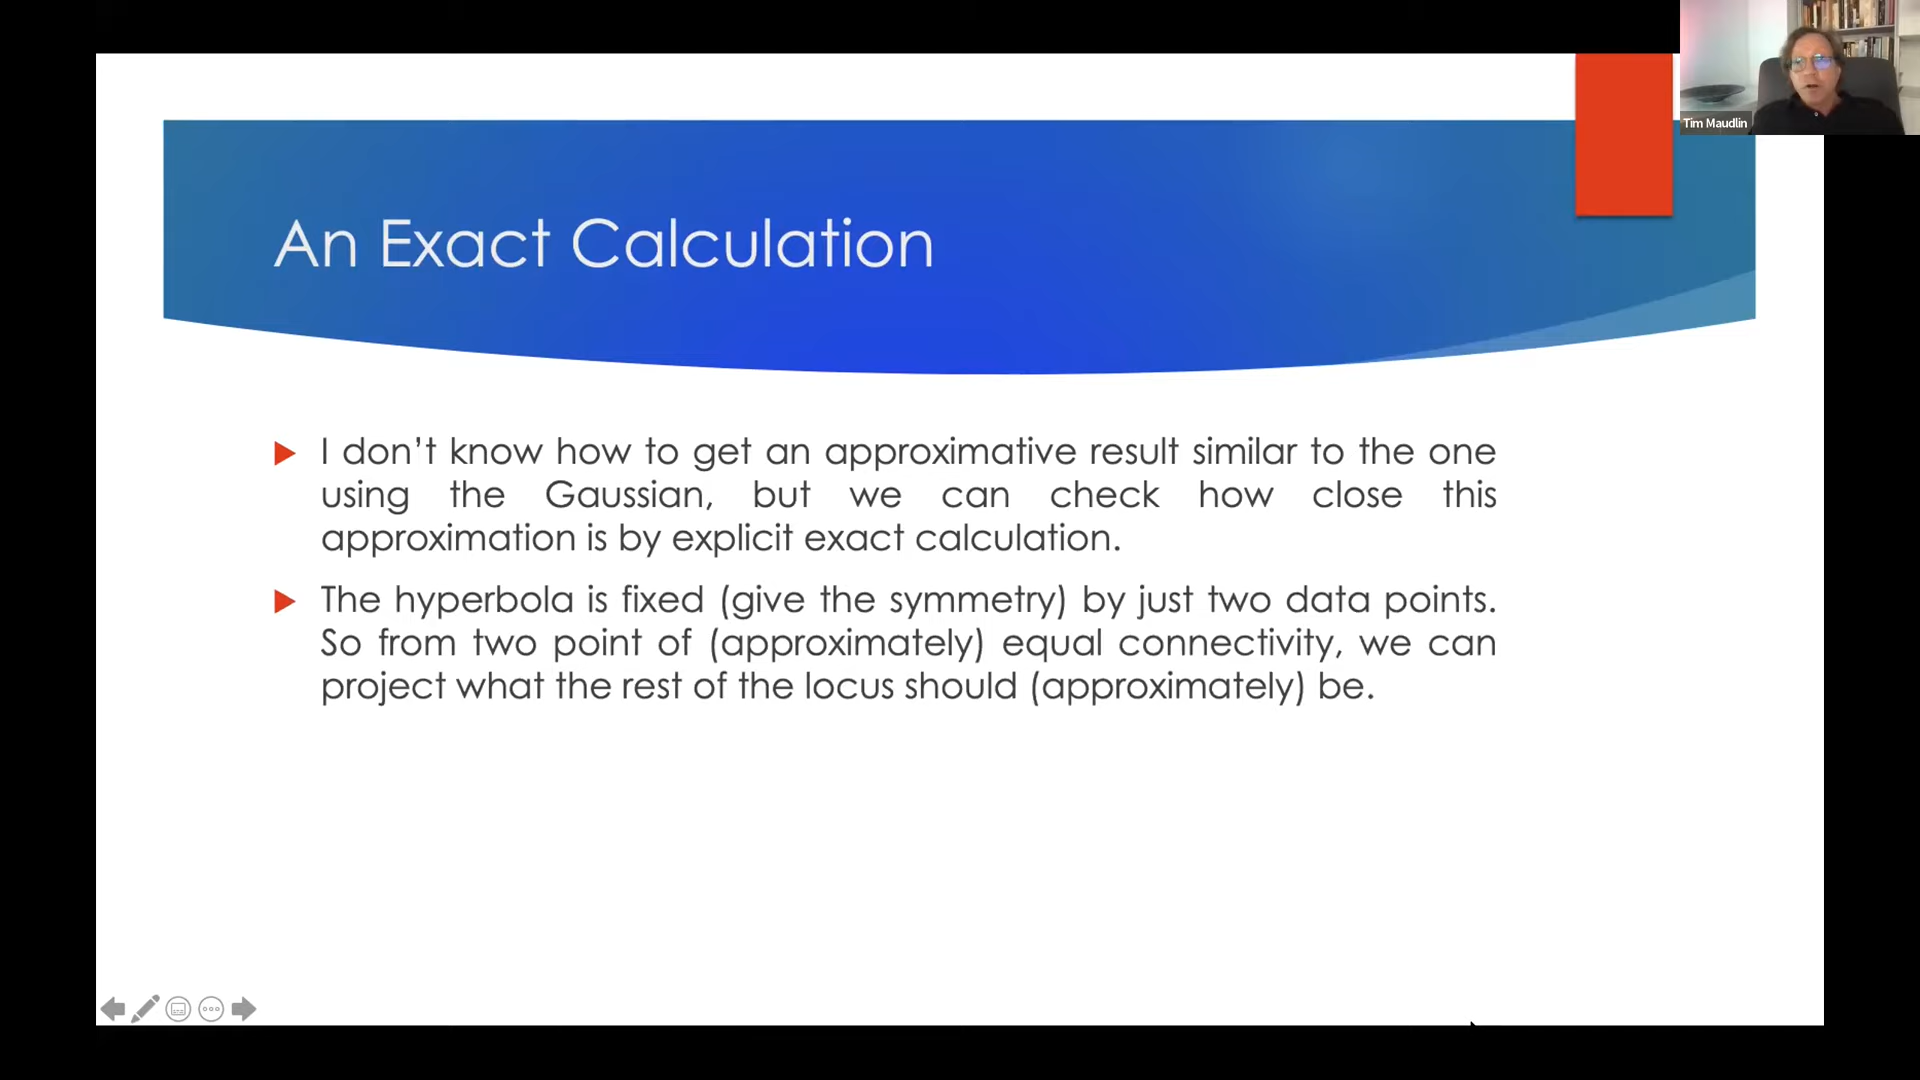 Tim Maudlin
An Exact Calculation
I don't know how to get an approximative result similar to the one
using the Gaussian, but we can check how close this
approximation is by explicit exact calculation.
The hyperbola is fixed (give the symmetry) by just two data points.
So from two point of (approximately) equal connectivity, we can
project what the rest of the locus should (approximately) be.